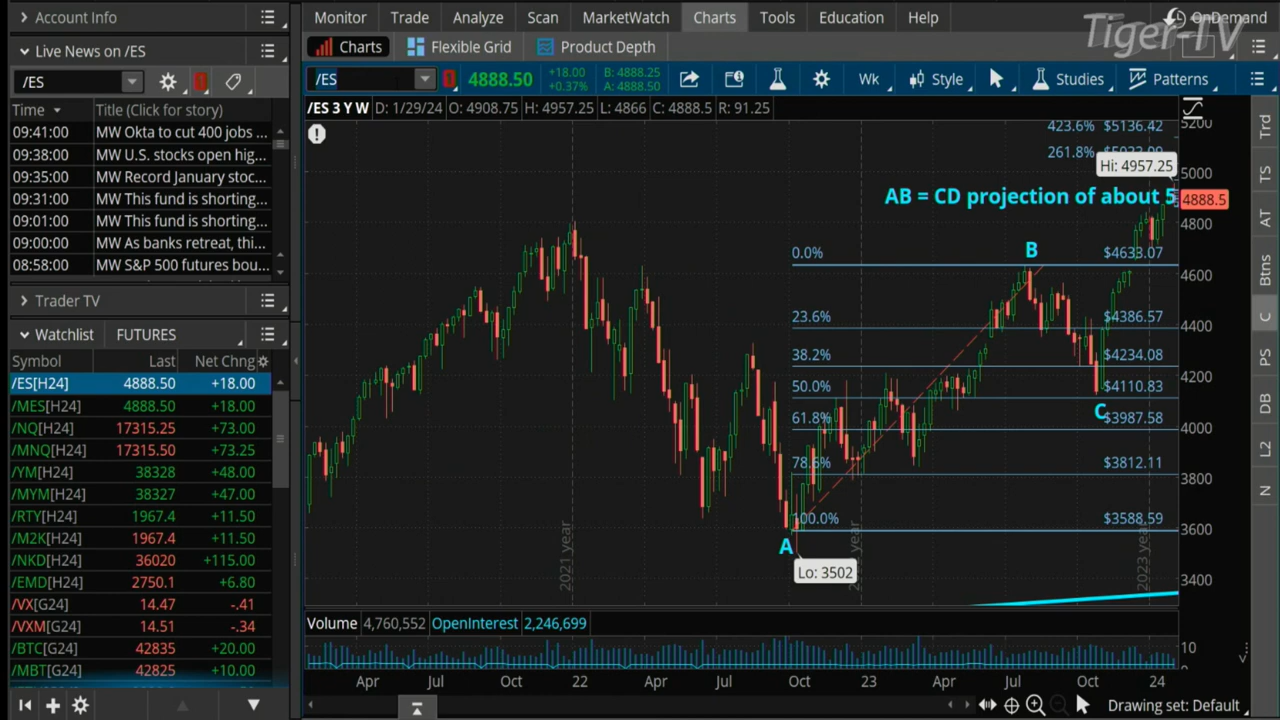 Account Info
Monitor Trade Analyze Scan MarketWatch Charts Tools Education Help OnDemand
Tiger-TV
Live News on /ES
Charts Flexible Grid Product Depth
/ES
/ES 4888.50 +18.00 +0.37% B: 4888.25 A: 4888.50 Wk Style Studies Patterns
Time Title (Click for story)
/ES 3 Y W D: 1/29/24 O: 4908.75 H: 4957.25 L: 4866 C: 4888.5 R: 91.25
09:41:00 MW Okta to cut 400 jobs ...
09:38:00 MW U.S. stocks open hig...
09:35:00 MW Record January stoc...
09:31:00 MW This fund is shorting...
09:01:00 MW This fund is shorting...
09:00:00 MW As banks retreat, thi...
08:58:00 MW S&P 500 futures bou...
Trader TV
Watchlist FUTURES
Symbol Last Net Chng
/ES[H24] 4888.50 +18.00
/MES[H24] 4888.50 +18.00
/NQ[H24] 17315.25 +73.00
/MNQ[H24] 17315.50 +73.25
/YM[H24] 38328 +48.00
/MYM[H24] 38327 +47.00
/RTY[H24] 1967.4 +11.50
/M2K[H24] 1967.4 +11.50
/NKD[H24] 36020 +115.00
/EMD[H24] 2750.1 +6.80
/VX[G24] 14.47 -.41
/VXM[G24] 14.51 -.34
/BTC[G24] 42835 +20.00
/MBT[G24] 42825 +10.00
423.6% $5136.42
261.8%
Hi: 4957.25
AB = CD projection of about 5
4888.5
B
0.0% $4633.07
23.6% $4386.57
38.2% $4234.08
50.0% $4110.83
C
61.8% $3987.58
78.6% $3812.11
100.0% $3588.59
A
Lo: 3502
2021 year
2023 year
5200
5000
4800
4600
4400
4200
4000
3800
3600
3400
Volume 4,760,552 OpenInterest 2,246,699
10
0
Apr Jul Oct 22 Apr Jul Oct 23 Apr Jul Oct 24
Drawing set: Default
Trd
TS
AT
Btns
C
PS
DB
L2
N